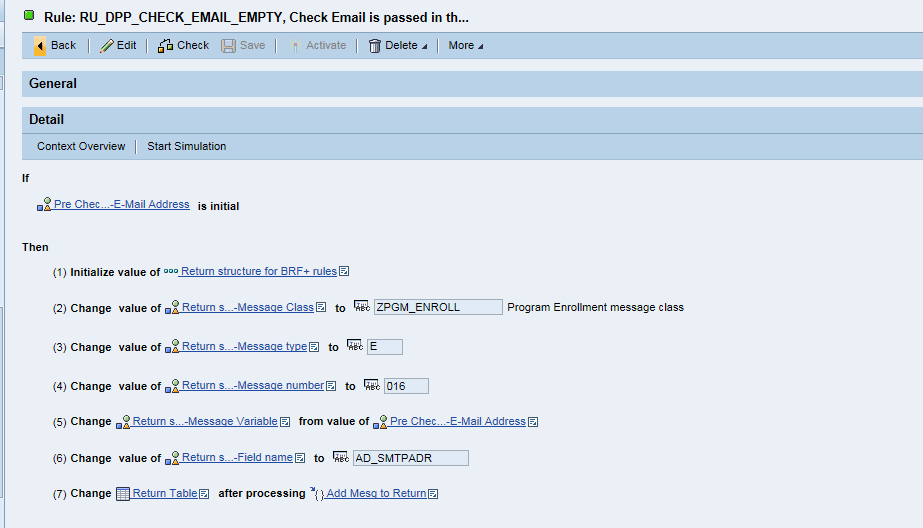 Rule: RU_DPP_CHECK_EMAIL_EMPTY, Check Email is passed in th...
Back Edit Check Save Activate Delete More
General
Detail
Context Overview Start Simulation
If
Pre Chec...-E-Mail Address is initial
Then
(1) Initialize value of Return structure for BRF+ rules
(2) Change value of Return s...-Message Class to ABC ZPGM_ENROLL Program Enrollment message class
(3) Change value of Return s...-Message type to ABC E
(4) Change value of Return s...-Message number to ABC 016
(5) Change Return s...-Message Variable from value of Pre Chec...-E-Mail Address
(6) Change value of Return s...-Field name to ABC AD_SMTPADR
(7) Change Return Table after processing Add Mesg to Return